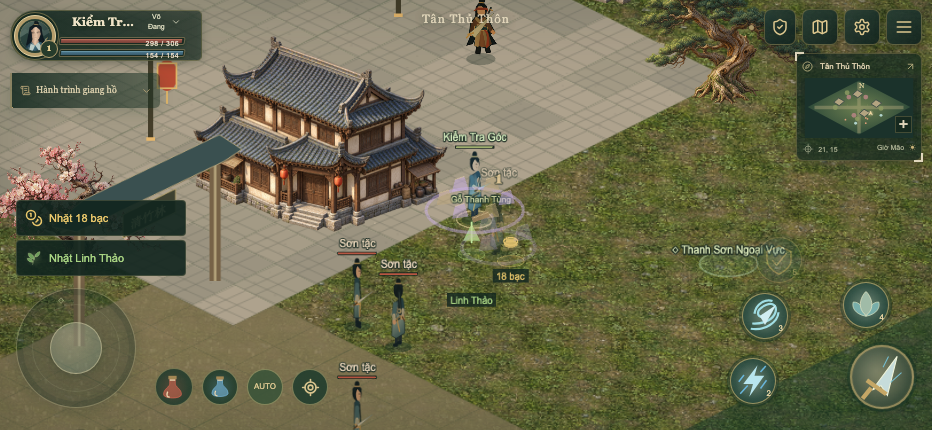 Kiểm Tr...
Võ
Đang
298 / 306
154 / 154
1
Hành trình giang hồ
Tân Thủ Thôn
Tân Thủ Thôn
N
21, 15
Giờ Mão
Kiểm Tra Gốc
Sơn tặc
1
Gỗ Thanh Tùng
Nhặt 18 bạc
Nhặt Linh Thảo
Sơn tặc
Sơn tặc
18 bạc
Linh Thảo
Thanh Sơn Ngoại Vực
3
4
Sơn tặc
AUTO
2